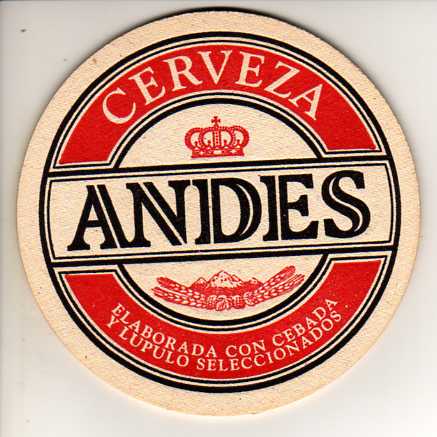 CERVEZA
ANDES
ELABORADA CON CEBADA
Y LUPULO SELECCIONADOS